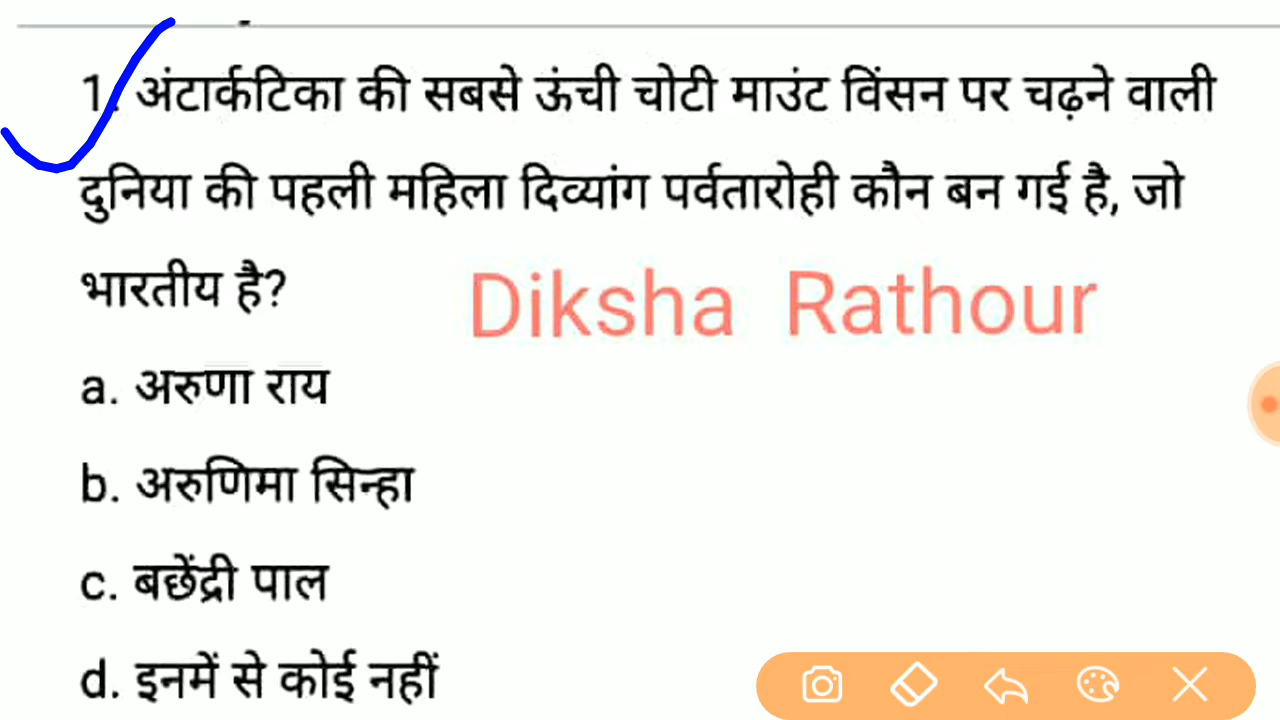 1. अंटार्कटिका की सबसे ऊंची चोटी माउंट विंसन पर चढ़ने वाली
दुनिया की पहली महिला दिव्यांग पर्वतारोही कौन बन गई है, जो
भारतीय है?
Diksha Rathour
a. अरुणा राय
b. अरुणिमा सिन्हा
c. बछेंद्री पाल
d. इनमें से कोई नहीं